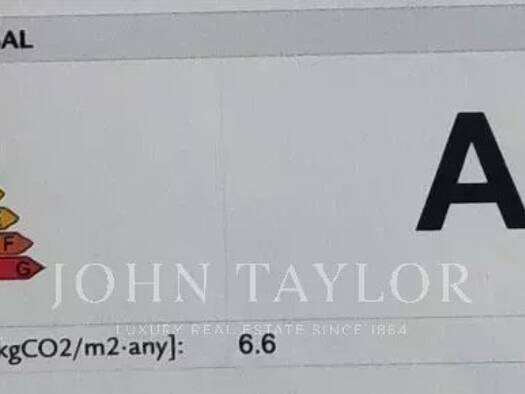 AL
A
F
G
JOHN TAYLOR
LUXURY REAL ESTATE SINCE 1864
kgCO2/m2·any]: 6.6